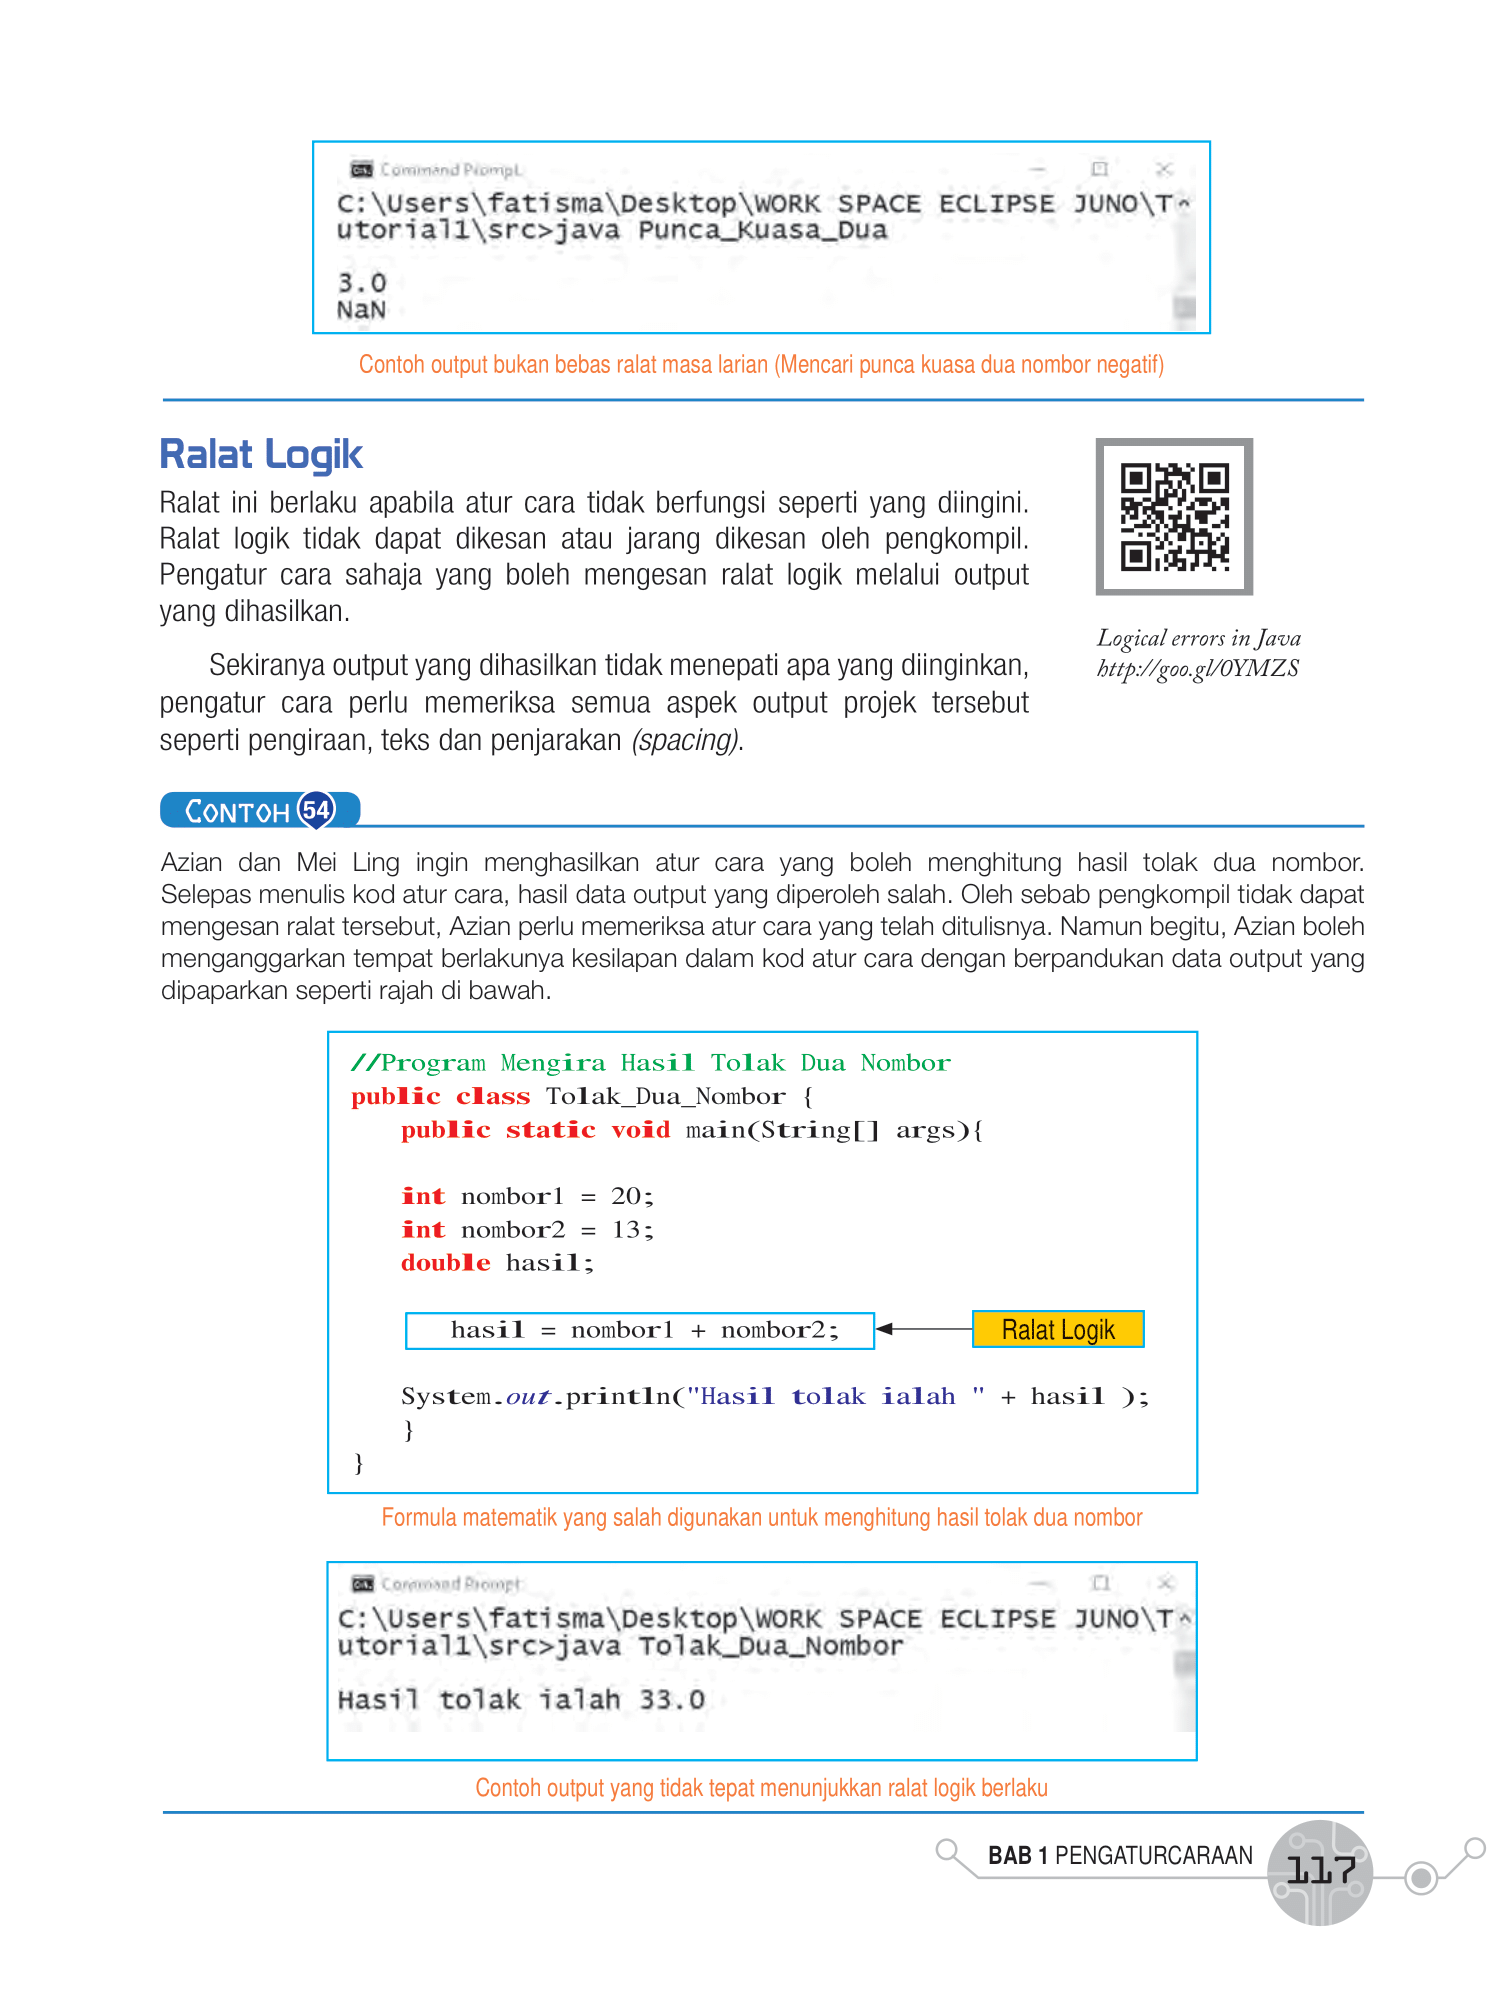 Command Prompt
C:\Users\fatisma\Desktop\WORK SPACE ECLIPSE JUNO\T
utorial1\src>java Punca_Kuasa_Dua
3.0
NaN
Contoh output bukan bebas ralat masa larian (Mencari punca kuasa dua nombor negatif)
Ralat Logik
Ralat ini berlaku apabila atur cara tidak berfungsi seperti yang diingini.
Ralat logik tidak dapat dikesan atau jarang dikesan oleh pengkompil.
Pengatur cara sahaja yang boleh mengesan ralat logik melalui output
yang dihasilkan.
Sekiranya output yang dihasilkan tidak menepati apa yang diinginkan,
pengatur cara perlu memeriksa semua aspek output projek tersebut
seperti pengiraan, teks dan penjarakan (spacing).
Logical errors in Java
http://goo.gl/0YMZS
CONTOH 54
Azian dan Mei Ling ingin menghasilkan atur cara yang boleh menghitung hasil tolak dua nombor.
Selepas menulis kod atur cara, hasil data output yang diperoleh salah. Oleh sebab pengkompil tidak dapat
mengesan ralat tersebut, Azian perlu memeriksa atur cara yang telah ditulisnya. Namun begitu, Azian boleh
menganggarkan tempat berlakunya kesilapan dalam kod atur cara dengan berpandukan data output yang
dipaparkan seperti rajah di bawah.
//Program Mengira Hasil Tolak Dua Nombor
public class Tolak_Dua_Nombor {
public static void main(String[] args){
int nombor1 = 20;
int nombor2 = 13;
double hasil;
hasil = nombor1 + nombor2;
Ralat Logik
System.out.println("Hasil tolak ialah " + hasil );
}
}
Formula matematik yang salah digunakan untuk menghitung hasil tolak dua nombor
Command Prompt
C:\Users\fatisma\Desktop\WORK SPACE ECLIPSE JUNO\T
utorial1\src>java Tolak_Dua_Nombor
Hasil tolak ialah 33.0
Contoh output yang tidak tepat menunjukkan ralat logik berlaku
BAB 1 PENGATURCARAAN 117